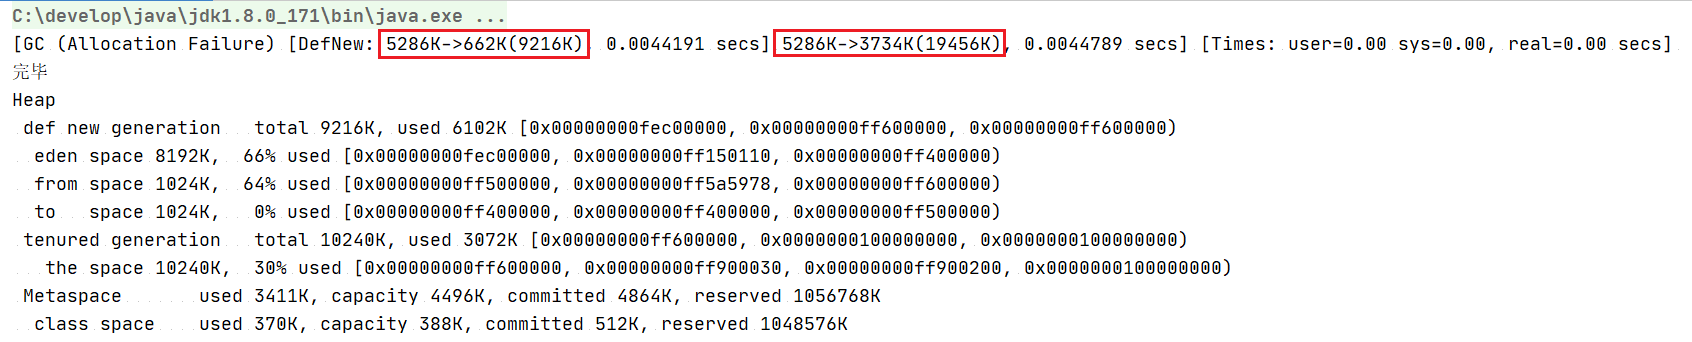 C:\develop\java\jdk1.8.0_171\bin\java.exe ...
[GC (Allocation Failure) [DefNew: 5286K->662K(9216K), 0.0044191 secs] 5286K->3734K(19456K), 0.0044789 secs] [Times: user=0.00 sys=0.00, real=0.00 secs]
完毕
Heap
 def new generation   total 9216K, used 6102K [0x00000000fec00000, 0x00000000ff600000, 0x00000000ff600000)
  eden space 8192K,  66% used [0x00000000fec00000, 0x00000000ff150110, 0x00000000ff400000)
  from space 1024K,  64% used [0x00000000ff500000, 0x00000000ff5a5978, 0x00000000ff600000)
  to   space 1024K,   0% used [0x00000000ff400000, 0x00000000ff400000, 0x00000000ff500000)
 tenured generation   total 10240K, used 3072K [0x00000000ff600000, 0x0000000100000000, 0x0000000100000000)
   the space 10240K,  30% used [0x00000000ff600000, 0x00000000ff900030, 0x00000000ff900200, 0x0000000100000000)
 Metaspace       used 3411K, capacity 4496K, committed 4864K, reserved 1056768K
  class space    used 370K, capacity 388K, committed 512K, reserved 1048576K